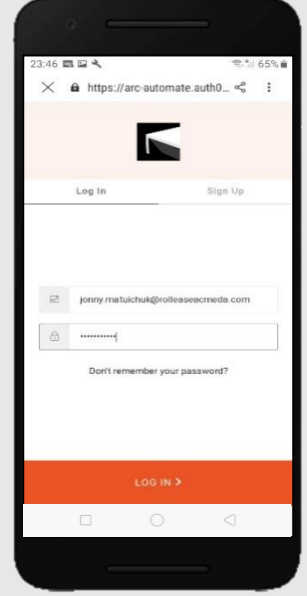 23:46 65%
https://arc-automate.auth0...
Log In Sign Up
jonny.matuichuk@rolleaseacmeda.com
•••••••••••
Don't remember your password?
LOG IN >